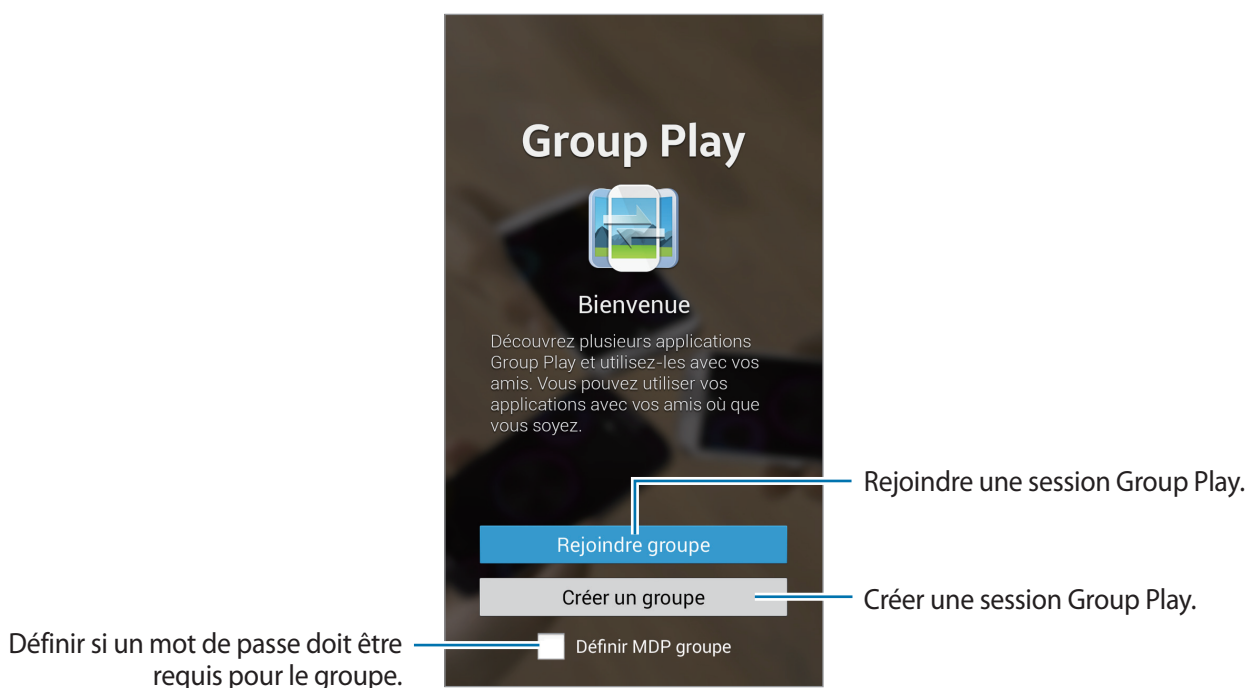 Group Play
Bienvenue
Découvrez plusieurs applications
Group Play et utilisez-les avec vos
amis. Vous pouvez utiliser vos
applications avec vos amis où que
vous soyez.
Rejoindre une session Group Play.
Rejoindre groupe
Créer un groupe
Créer une session Group Play.
Définir si un mot de passe doit être
requis pour le groupe.
Définir MDP groupe